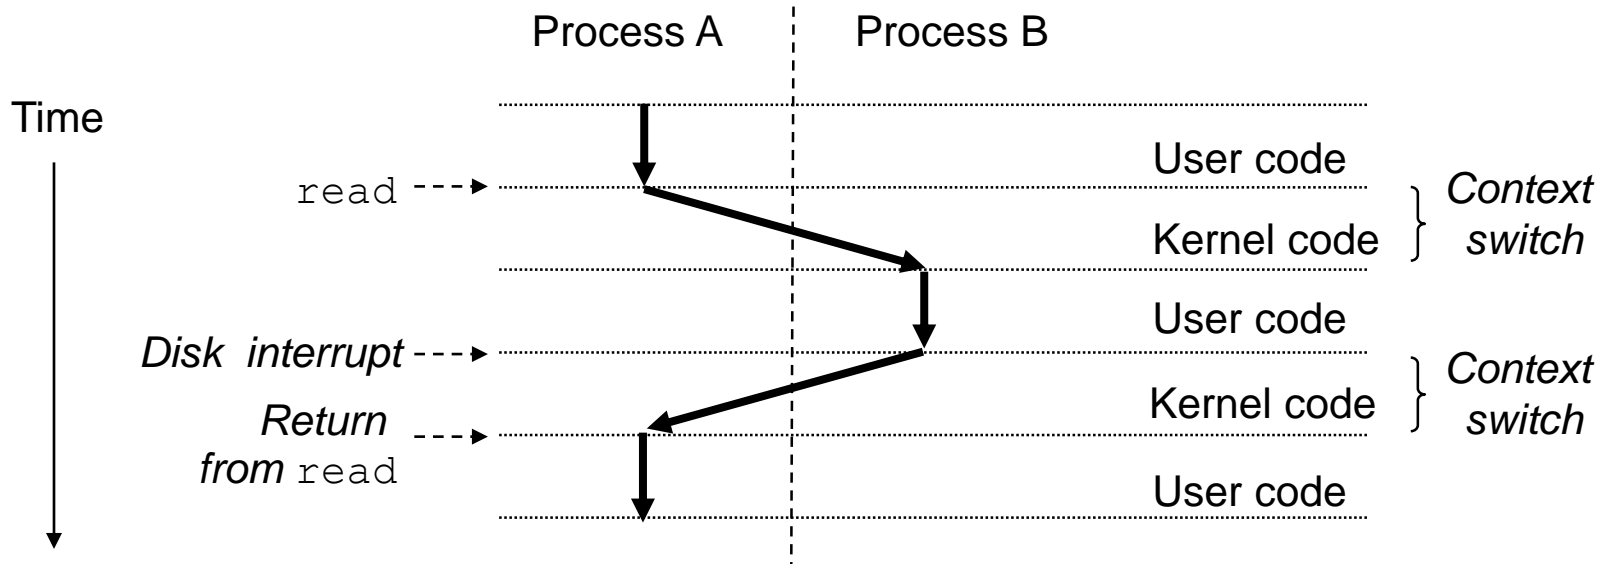 Process A
Process B
Time
User code
read
Context
switch
Kernel code
User code
Disk interrupt
Context
switch
Kernel code
Return
from read
User code